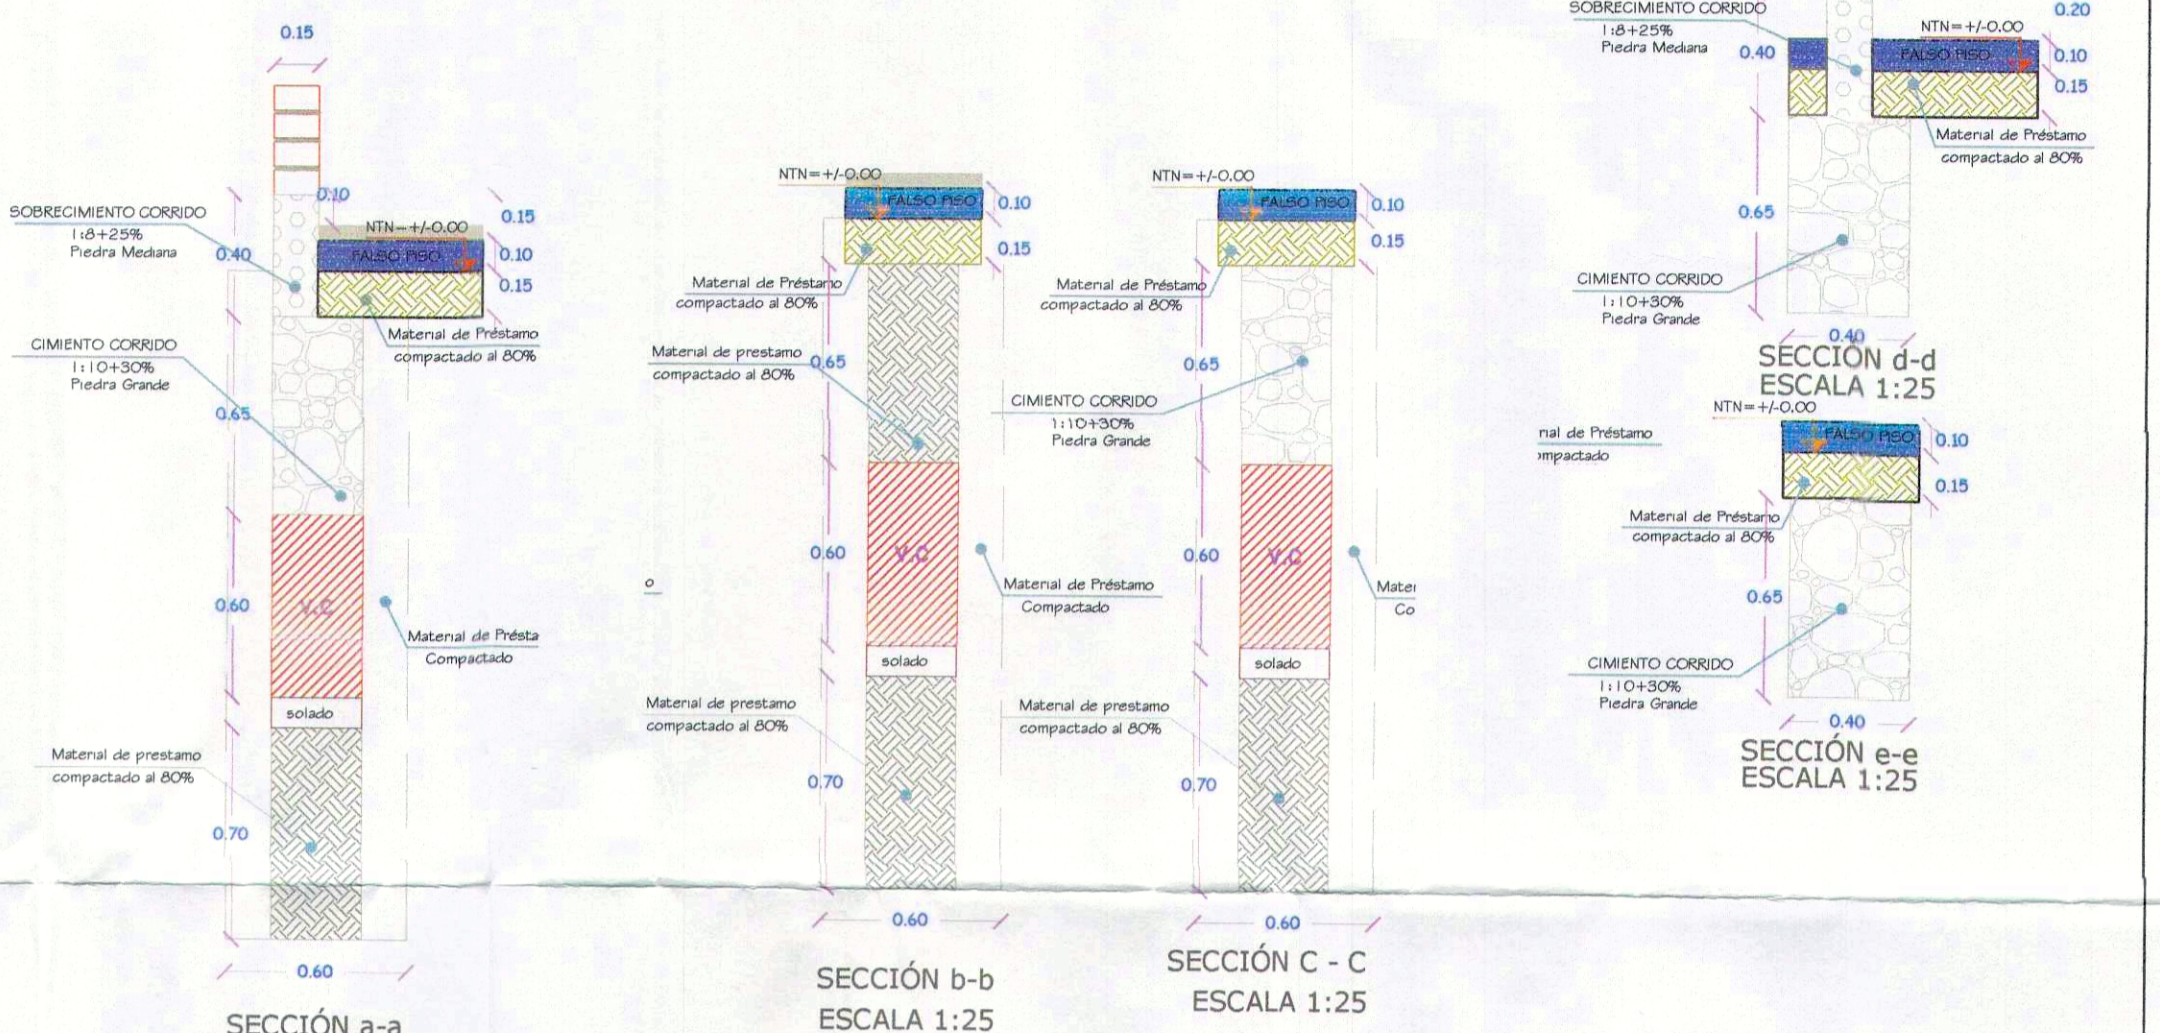 0.15
0.10
SOBRECIMIENTO CORRIDO
1:8+25%
Piedra Mediana
0.40
NTN=+/-0.00
FALSO PISO
0.15
0.10
0.15
Material de Préstamo
compactado al 80%
CIMIENTO CORRIDO
1:10+30%
Piedra Grande
0.65
0.60
V.C
Material de Présta
Compactado
solado
Material de prestamo
compactado al 80%
0.70
0.60
SECCIÓN a-a
NTN=+/-0.00
FALSO PISO
0.10
0.15
Material de Préstamo
compactado al 80%
Material de prestamo
compactado al 80%
0.65
0.60
V.C
o
Material de Préstamo
Compactado
solado
Material de prestamo
compactado al 80%
0.70
0.60
SECCIÓN b-b
ESCALA 1:25
NTN=+/-0.00
FALSO PISO
0.10
0.15
Material de Préstamo
compactado al 80%
0.65
CIMIENTO CORRIDO
1:10+30%
Piedra Grande
0.60
V.C
Mater
Co
solado
Material de prestamo
compactado al 80%
0.70
0.60
SECCIÓN C - C
ESCALA 1:25
SOBRECIMIENTO CORRIDO
1:8+25%
Piedra Mediana
0.40
0.20
NTN=+/-0.00
FALSO PISO
0.10
0.15
Material de Préstamo
compactado al 80%
0.65
CIMIENTO CORRIDO
1:10+30%
Piedra Grande
0.40
SECCIÓN d-d
ESCALA 1:25
NTN=+/-0.00
FALSO PISO
0.10
0.15
rial de Préstamo
ompactado
Material de Préstamo
compactado al 80%
0.65
CIMIENTO CORRIDO
1:10+30%
Piedra Grande
0.40
SECCIÓN e-e
ESCALA 1:25